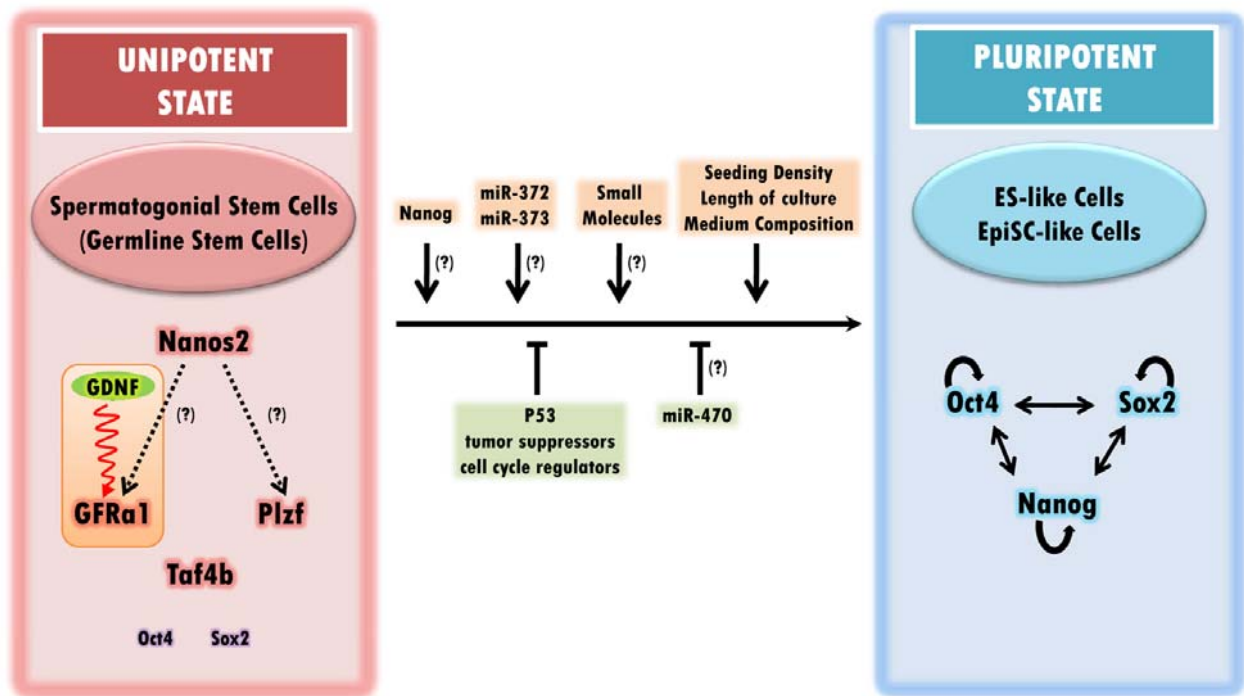 UNIPOTENT
STATE
Spermatogonial Stem Cells
(Germline Stem Cells)
Nanos2
GDNF
(?)
(?)
GFRa1
Plzf
Taf4b
Oct4
Sox2
Nanog
miR-372
miR-373
Small
Molecules
Seeding Density
Length of culture
Medium Composition
(?)
(?)
(?)
(?)
P53
tumor suppressors
cell cycle regulators
miR-470
PLURIPOTENT
STATE
ES-like Cells
EpiSC-like Cells
Oct4
Sox2
Nanog